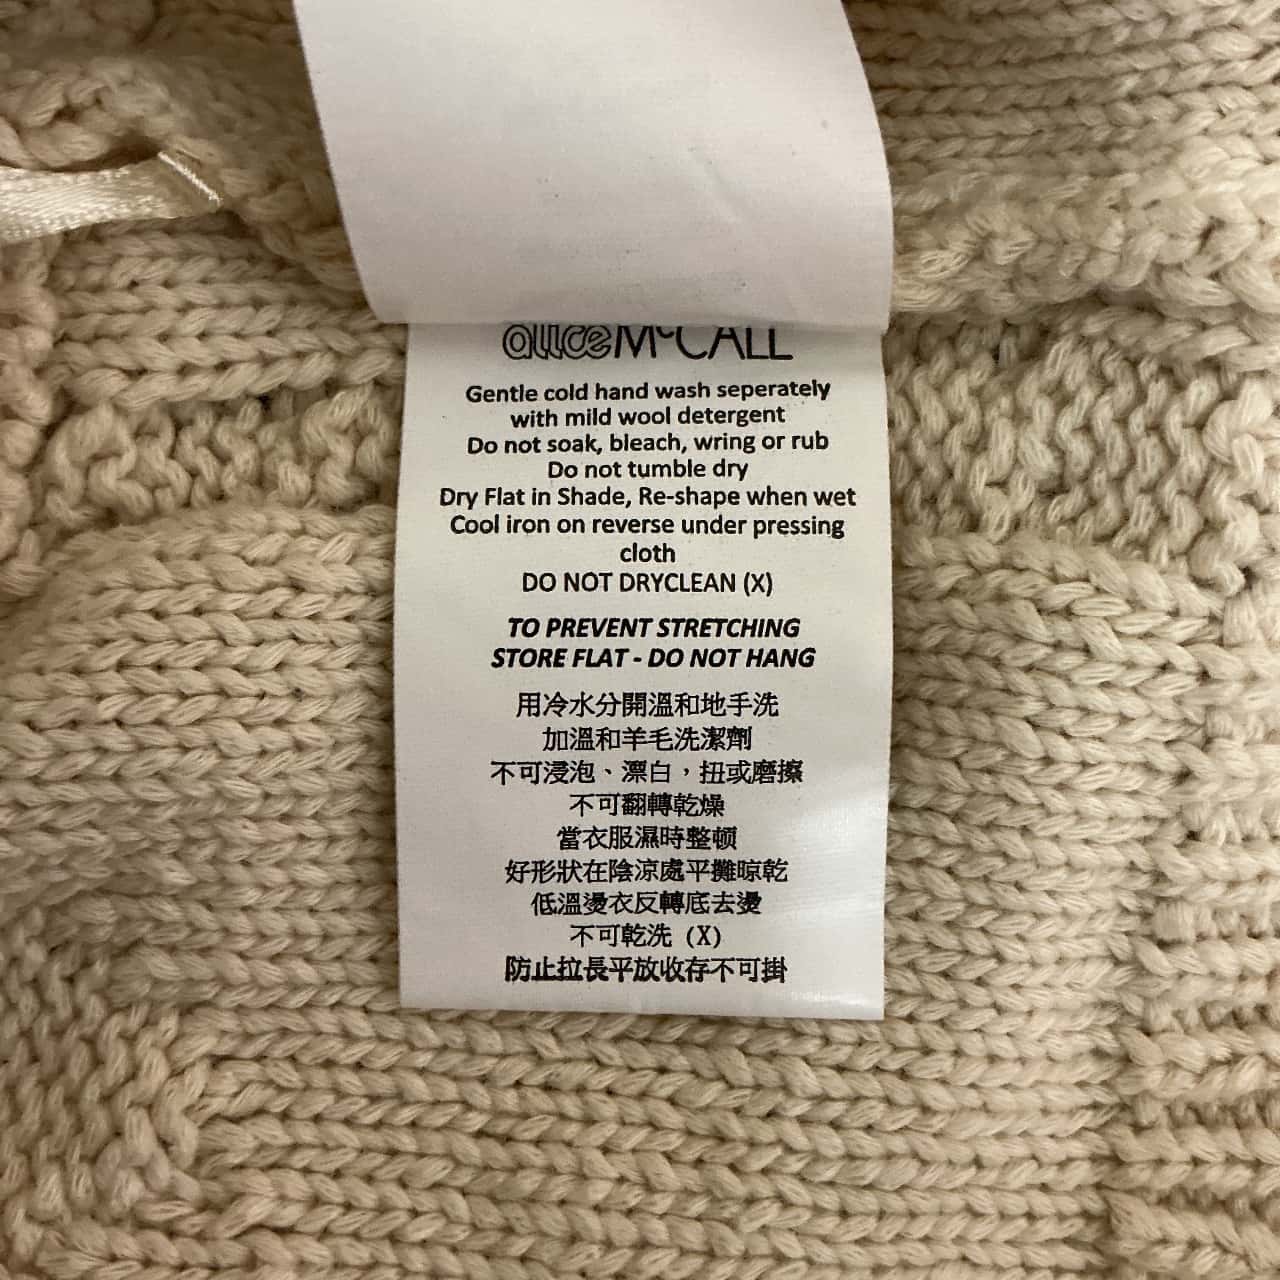 alice McCALL
Gentle cold hand wash seperately
with mild wool detergent
Do not soak, bleach, wring or rub
Do not tumble dry
Dry Flat in Shade, Re-shape when wet
Cool iron on reverse under pressing
cloth
DO NOT DRYCLEAN (X)
TO PREVENT STRETCHING
STORE FLAT - DO NOT HANG
用冷水分開溫和地手洗
加溫和羊毛洗潔劑
不可浸泡、漂白，扭或磨擦
不可翻轉乾燥
當衣服濕時整頓
好形狀在陰涼處平攤晾乾
低溫燙衣反轉底去燙
不可乾洗 (X)
防止拉長平放收存不可掛